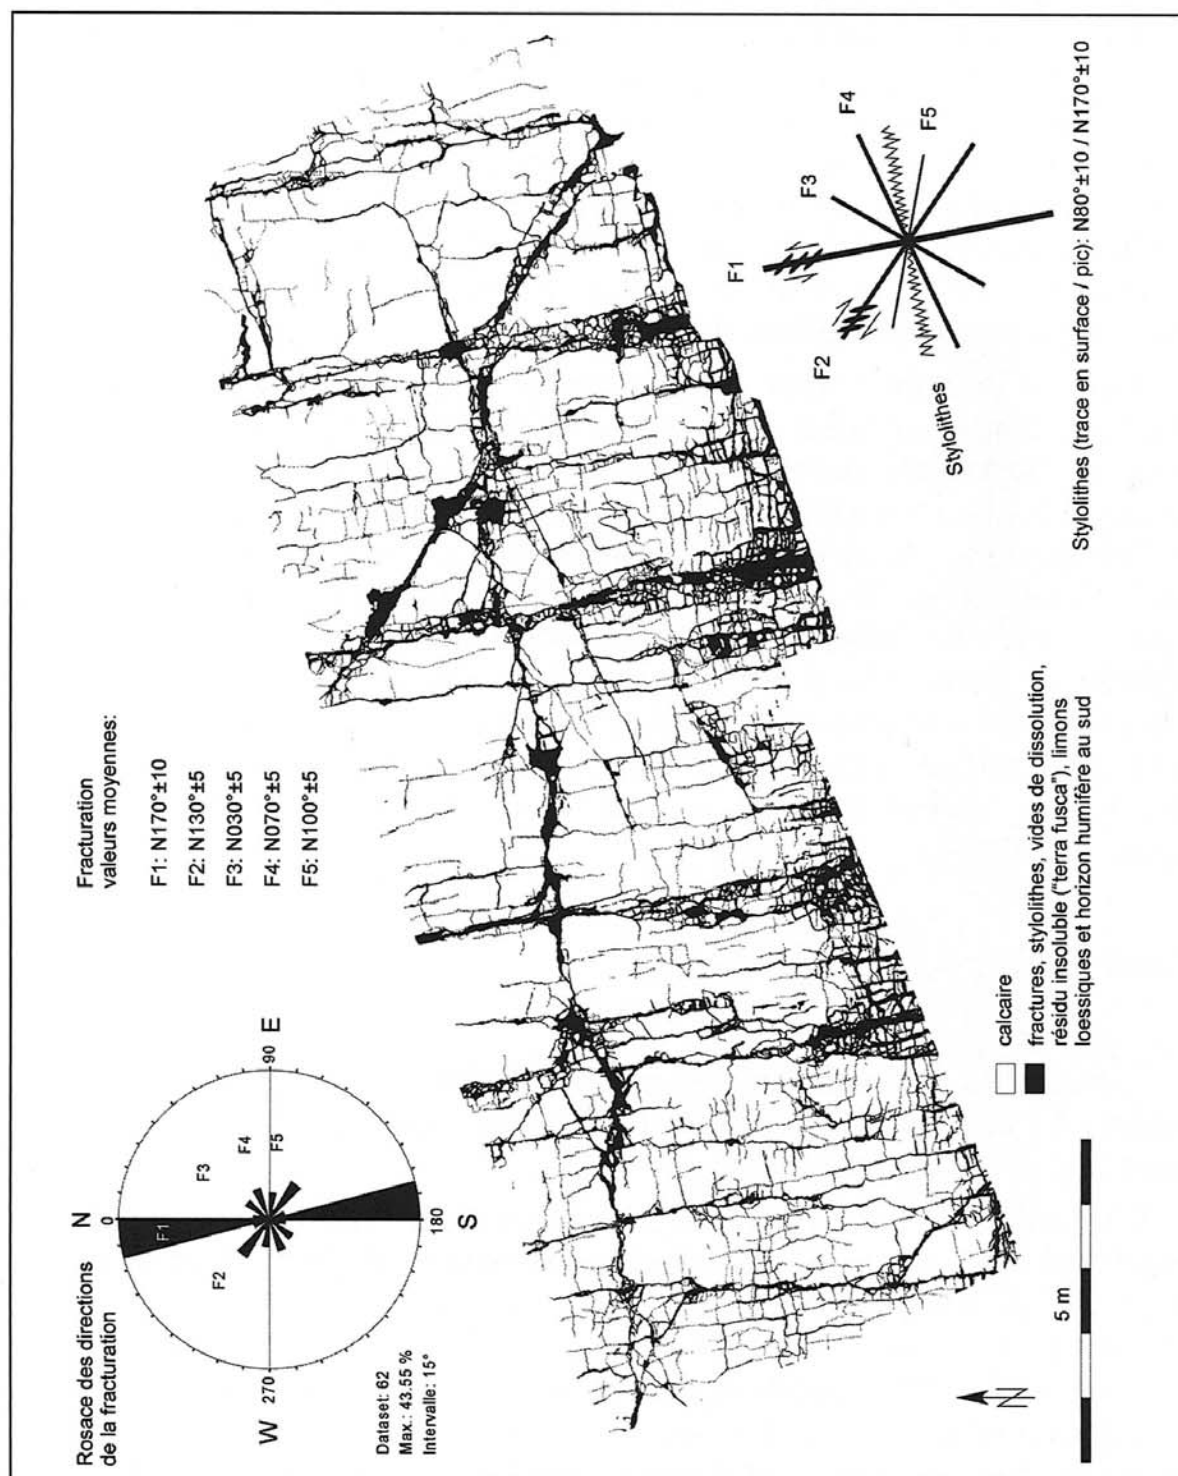 Rosace des directions
de la fracturation
N
0
F1
F2
F3
F4
F5
90
E
180
S
270
W
Dataset: 62
Max.: 43.55 %
Intervalle: 15°
Fracturation
valeurs moyennes:
F1: N170°±10
F2: N130°±5
F3: N030°±5
F4: N070°±5
F5: N100°±5
N
5 m
calcaire
fractures, stylolithes, vides de dissolution,
résidu insoluble ("terra fusca"), limons
loessiques et horizon humifère au sud
F1
F2
F3
F4
F5
Stylolithes
Stylolithes (trace en surface / pic): N80°±10 / N170°±10